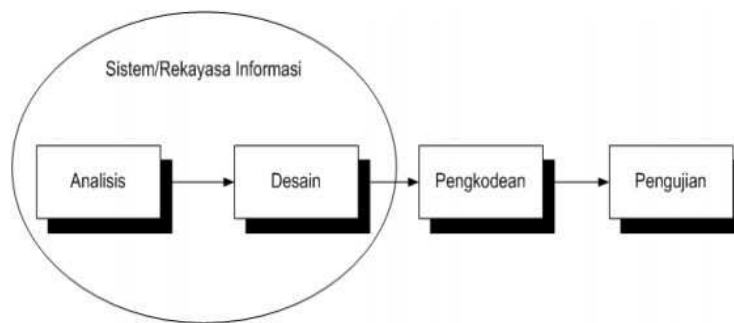 Sistem/Rekayasa Informasi
Analisis
Desain
Pengkodean
Pengujian